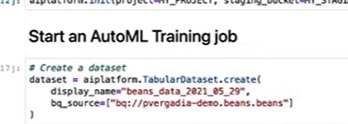 aiplatform.init(project=MY_PROJECT, staging_bucket=MY_STAGI
Start an AutoML Training job
17]:
# Create a dataset
dataset = aiplatform.TabularDataset.create(
display_name="beans_data_2021_05_29",
bq_source=["bq://pvergadia-demo.beans.beans"]
)